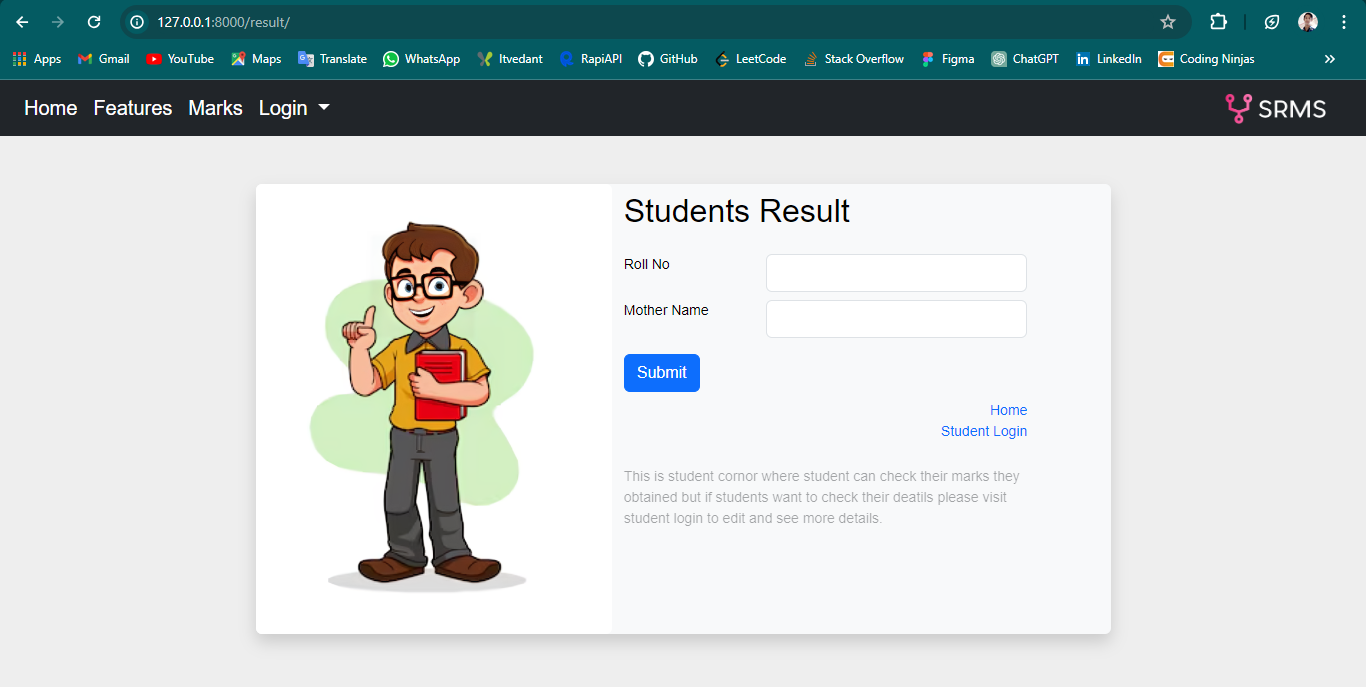 127.0.0.1:8000/result/
Apps Gmail YouTube Maps Translate WhatsApp Itvedant RapiAPI GitHub LeetCode Stack Overflow Figma ChatGPT LinkedIn Coding Ninjas »
Home Features Marks Login SRMS
Students Result
Roll No
Mother Name
Submit
Home
Student Login
This is student cornor where student can check their marks they
obtained but if students want to check their deatils please visit
student login to edit and see more details.